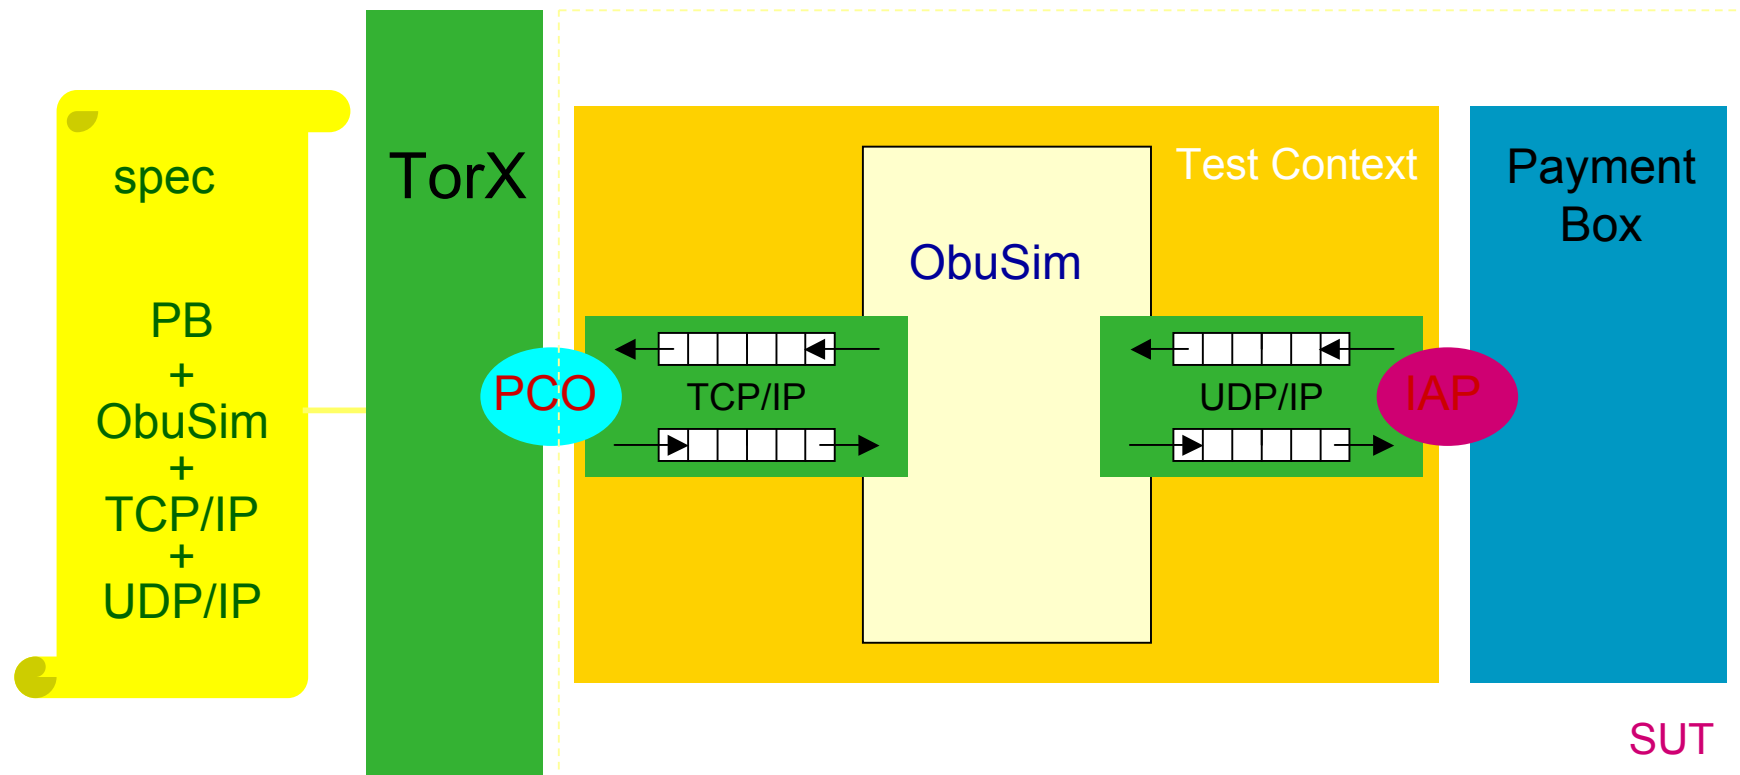 spec
PB
+
ObuSim
+
TCP/IP
+
UDP/IP
TorX
PCO
TCP/IP
ObuSim
Test Context
UDP/IP
IAP
Payment
Box
SUT